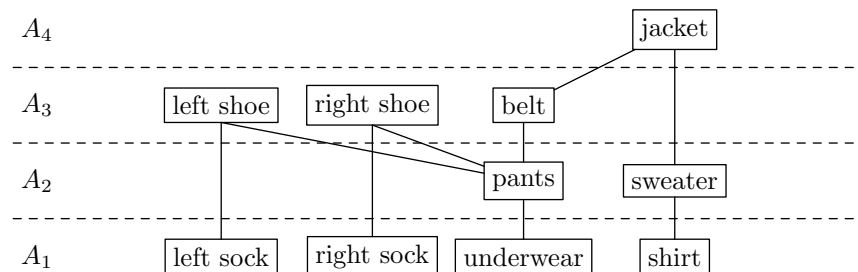 A4 jacket
A3 left shoe right shoe belt
A2 pants sweater
A1 left sock right sock underwear shirt